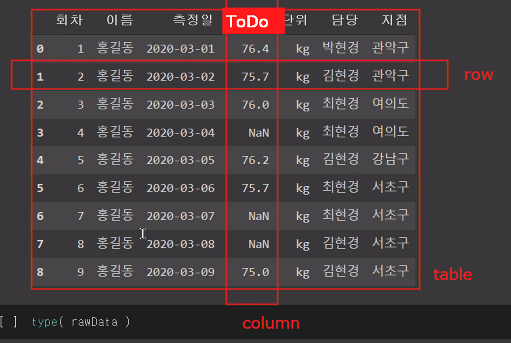 회차 이름 측정일 ToDo 단위 담당 지점
0 1 홍길동 2020-03-01 76.4 kg 박현경 관악구
1 2 홍길동 2020-03-02 75.7 kg 김현경 관악구
row
2 3 홍길동 2020-03-03 76.0 kg 최현경 여의도
3 4 홍길동 2020-03-04 NaN kg 최현경 여의도
4 5 홍길동 2020-03-05 76.2 kg 김현경 강남구
5 6 홍길동 2020-03-06 75.7 kg 최현경 서초구
6 7 홍길동 2020-03-07 NaN kg 최현경 서초구
7 8 홍길동 2020-03-08 NaN kg 김현경 서초구
8 9 홍길동 2020-03-09 75.0 kg 김현경 서초구
table
[ ] type( rawData )
column